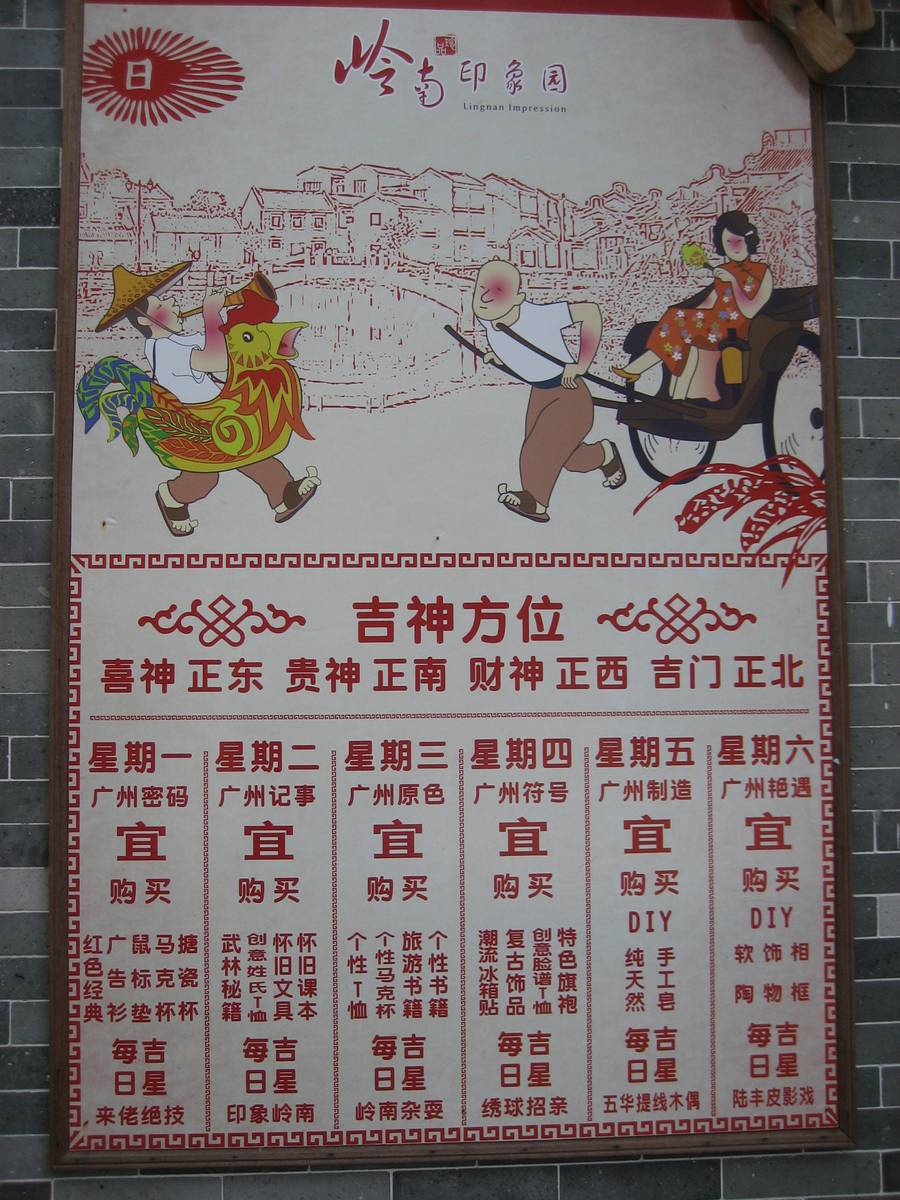 日
岭南印象园
Lingnan Impression
吉神方位
喜神 正东 贵神 正南 财神 正西 吉门 正北
星期一
广州密码
宜
购买
搪瓷杯
马克杯
鼠标垫
广告衫
红色经典
每日吉星
来佬绝技
星期二
广州记事
宜
购买
怀旧课本
怀旧文具
创意姓氏T恤
武林秘籍
每日吉星
印象岭南
星期三
广州原色
宜
购买
个性书籍
旅游书籍
个性马克杯
个性T恤
每日吉星
岭南杂耍
星期四
广州符号
宜
购买
特色旗袍
创意脸谱T恤
复古饰品
潮流冰箱贴
每日吉星
绣球招亲
星期五
广州制造
宜
购买
DIY
手工皂
纯天然
每日吉星
五华提线木偶
星期六
广州艳遇
宜
购买
DIY
相框
饰物
软陶
每日吉星
陆丰皮影戏